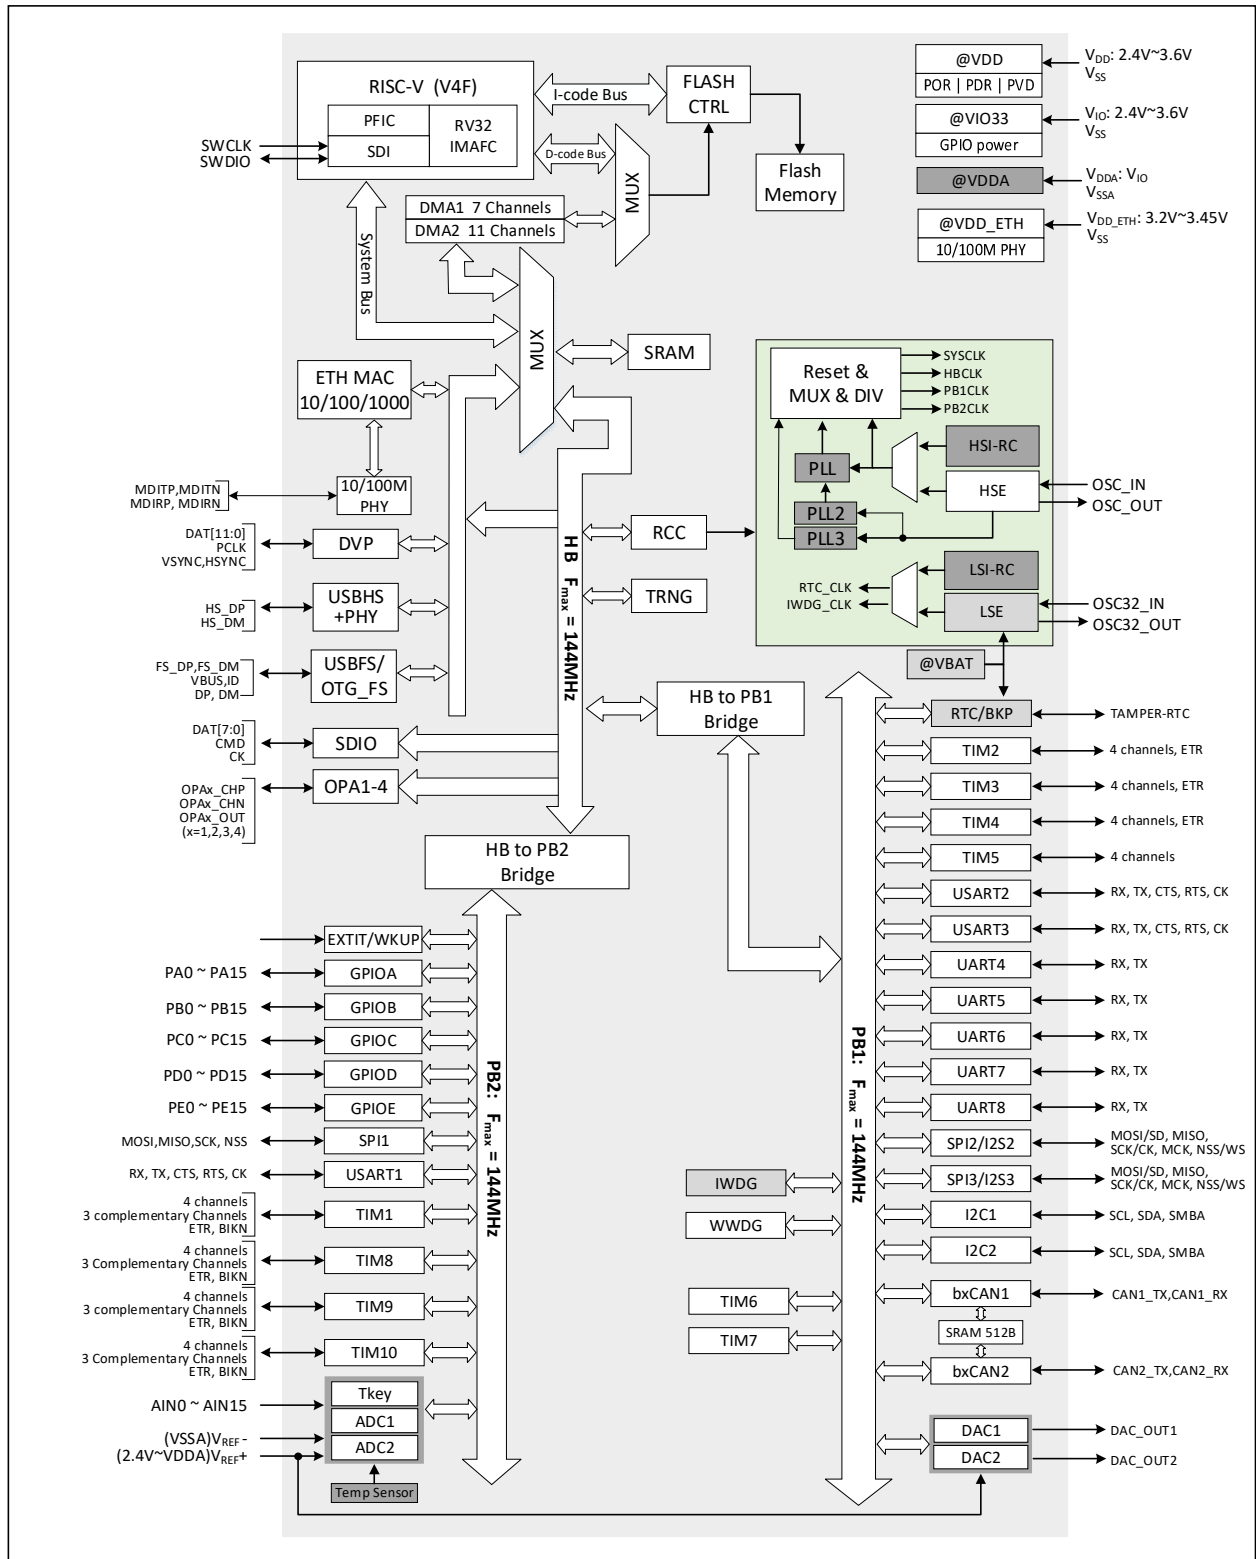 RISC-V (V4F)
PFIC
SDI
RV32
IMAFC
SWCLK
SWDIO
I-code Bus
D-code Bus
FLASH
CTRL
MUX
Flash
Memory
DMA1 7 Channels
DMA2 11 Channels
System Bus
MUX
SRAM
@VDD
POR | PDR | PVD
VDD: 2.4V~3.6V
VSS
@VIO33
GPIO power
VIO: 2.4V~3.6V
VSS
@VDDA
VDDA: VIO
VSSA
@VDD_ETH
10/100M PHY
VDD_ETH: 3.2V~3.45V
VSS
ETH MAC
10/100/1000
10/100M
PHY
MDITP,MDITN
MDIRP, MDIRN
DAT[11:0]
PCLK
VSYNC,HSYNC
DVP
HS_DP
HS_DM
USBHS
+PHY
FS_DP,FS_DM
VBUS,ID
DP, DM
USBFS/
OTG_FS
DAT[7:0]
CMD
CK
SDIO
OPAx_CHP
OPAx_CHN
OPAx_OUT
(x=1,2,3,4)
OPA1-4
HB Fmax = 144MHz
RCC
TRNG
Reset &
MUX & DIV
SYSCLK
HBCLK
PB1CLK
PB2CLK
PLL
PLL2
PLL3
HSI-RC
HSE
OSC_IN
OSC_OUT
RTC_CLK
IWDG_CLK
LSI-RC
LSE
OSC32_IN
OSC32_OUT
@VBAT
HB to PB1
Bridge
HB to PB2
Bridge
EXTIT/WKUP
PA0 ~ PA15
GPIOA
PB0 ~ PB15
GPIOB
PC0 ~ PC15
GPIOC
PD0 ~ PD15
GPIOD
PE0 ~ PE15
GPIOE
MOSI,MISO,SCK, NSS
SPI1
RX, TX, CTS, RTS, CK
USART1
4 channels
3 complementary Channels
ETR, BIKN
TIM1
4 channels
3 Complementary Channels
ETR, BIKN
TIM8
4 channels
3 complementary Channels
ETR, BIKN
TIM9
4 channels
3 Complementary Channels
ETR, BIKN
TIM10
AIN0 ~ AIN15
(VSSA)VREF-
(2.4V~VDDA)VREF+
Tkey
ADC1
ADC2
Temp Sensor
PB2: Fmax = 144MHz
IWDG
WWDG
TIM6
TIM7
PB1: Fmax = 144MHz
RTC/BKP
TAMPER-RTC
TIM2
4 channels, ETR
TIM3
4 channels, ETR
TIM4
4 channels, ETR
TIM5
4 channels
USART2
RX, TX, CTS, RTS, CK
USART3
RX, TX, CTS, RTS, CK
UART4
RX, TX
UART5
RX, TX
UART6
RX, TX
UART7
RX, TX
UART8
RX, TX
SPI2/I2S2
MOSI/SD, MISO,
SCK/CK, MCK, NSS/WS
SPI3/I2S3
MOSI/SD, MISO,
SCK/CK, MCK, NSS/WS
I2C1
SCL, SDA, SMBA
I2C2
SCL, SDA, SMBA
bxCAN1
CAN1_TX,CAN1_RX
SRAM 512B
bxCAN2
CAN2_TX,CAN2_RX
DAC1
DAC_OUT1
DAC2
DAC_OUT2